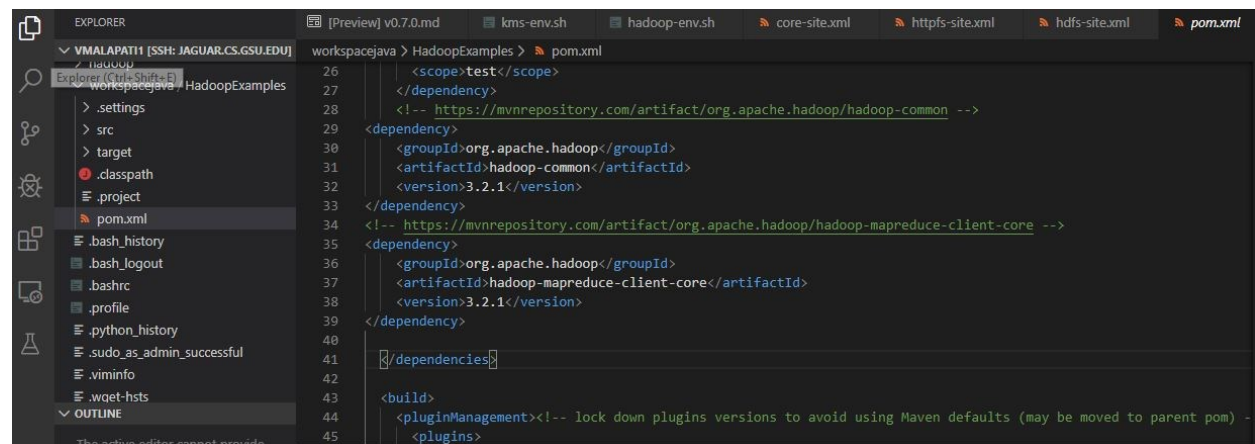 EXPLORER
VMALAPATI1 [SSH: JAGUAR.CS.GSU.EDU]
hadoop
Explorer (Ctrl+Shift+E)
workspacejava / HadoopExamples
.settings
src
target
.classpath
.project
pom.xml
.bash_history
.bash_logout
.bashrc
.profile
.python_history
.sudo_as_admin_successful
.viminfo
.wget-hsts
OUTLINE
The active editor cannot provide
[Preview] v0.7.0.md kms-env.sh hadoop-env.sh core-site.xml httpfs-site.xml hdfs-site.xml pom.xml
workspacejava > HadoopExamples > pom.xml
26 <scope>test</scope>
27 </dependency>
28 <!-- https://mvnrepository.com/artifact/org.apache.hadoop/hadoop-common -->
29 <dependency>
30 <groupId>org.apache.hadoop</groupId>
31 <artifactId>hadoop-common</artifactId>
32 <version>3.2.1</version>
33 </dependency>
34 <!-- https://mvnrepository.com/artifact/org.apache.hadoop/hadoop-mapreduce-client-core -->
35 <dependency>
36 <groupId>org.apache.hadoop</groupId>
37 <artifactId>hadoop-mapreduce-client-core</artifactId>
38 <version>3.2.1</version>
39 </dependency>
40
41 </dependencies>
42
43 <build>
44 <pluginManagement><!-- lock down plugins versions to avoid using Maven defaults (may be moved to parent pom) -
45 <plugins>